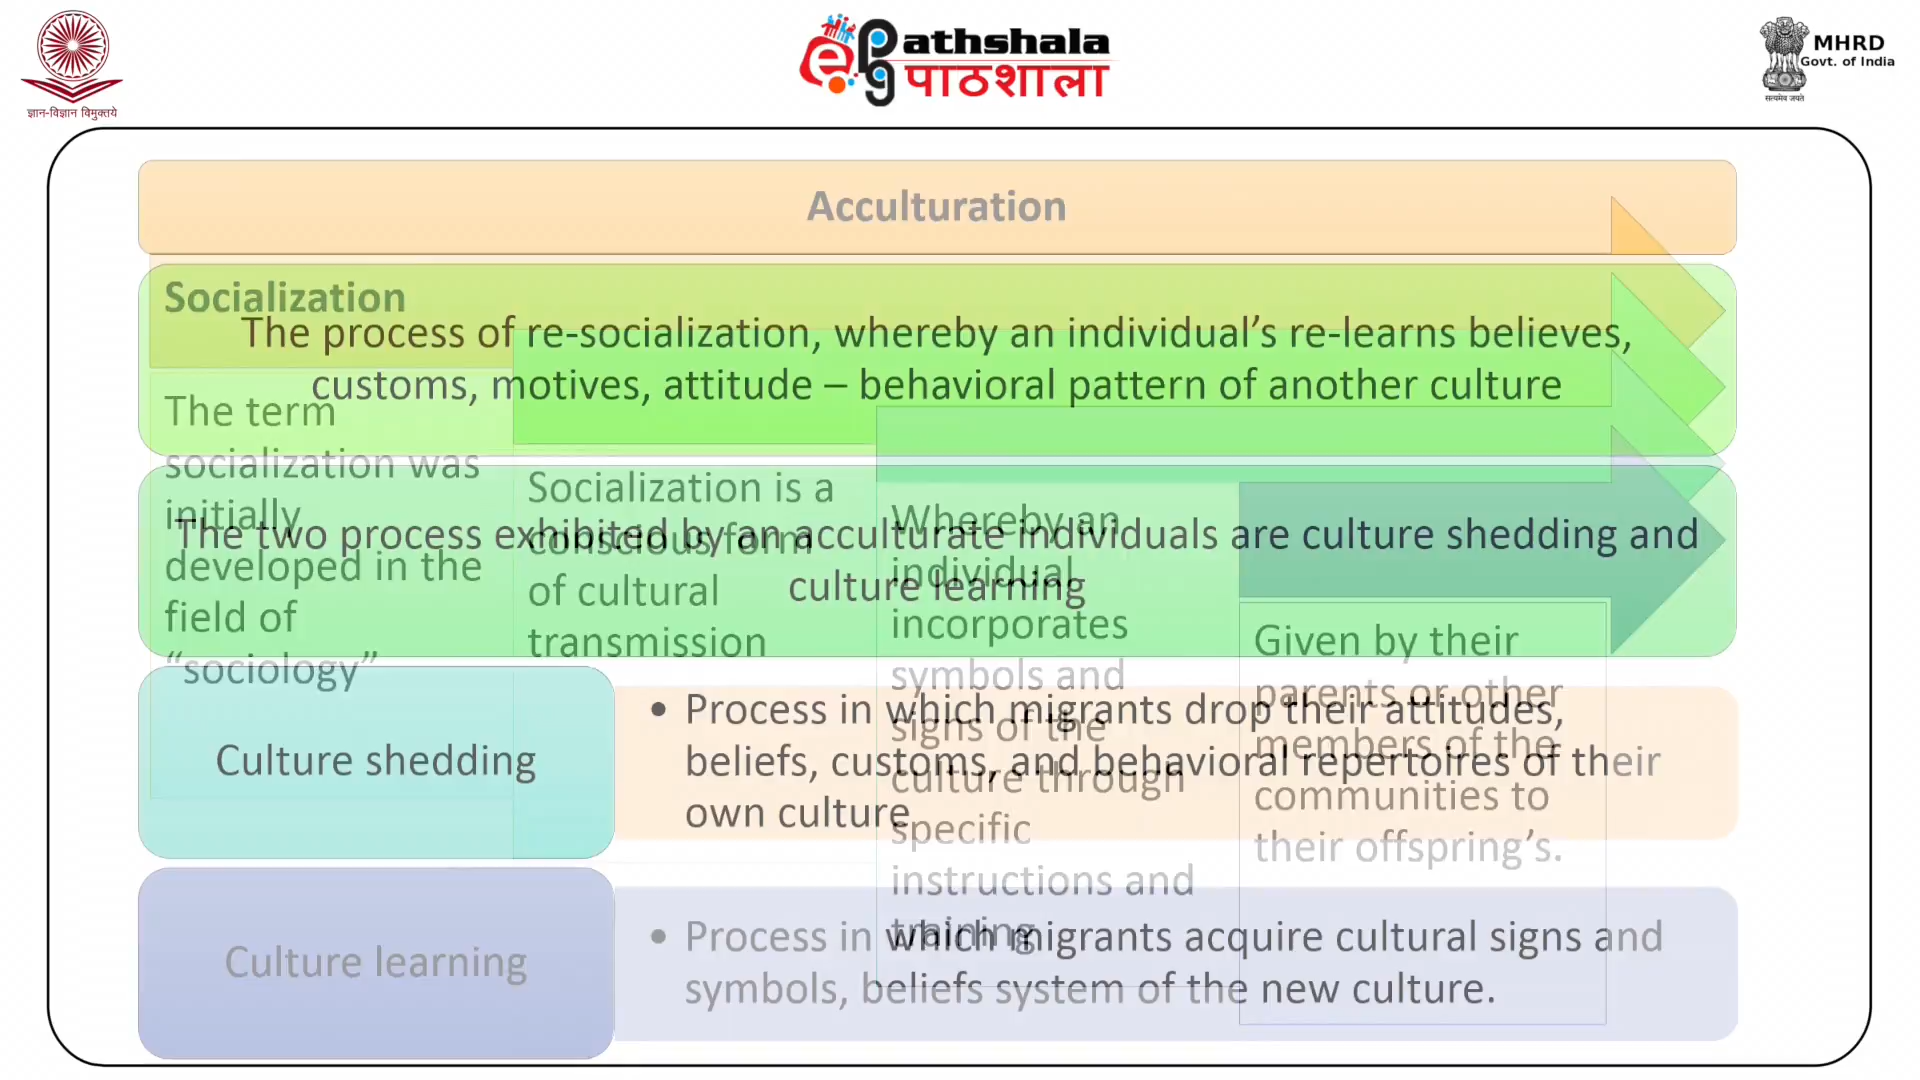 ज्ञान-विज्ञान विमुक्तये
ePG Pathshala
पाठशाला
MHRD
Govt. of India
सत्यमेव जयते
Acculturation
The process of re-socialization, whereby an individual’s re-learns believes,
customs, motives, attitude – behavioral pattern of another culture
The two process exhibited by an acculturate individuals are culture shedding and
culture learning
Culture shedding
• Process in which migrants drop their attitudes,
beliefs, customs, and behavioral repertoires of their
own culture
Culture learning
• Process in which migrants acquire cultural signs and
symbols, beliefs system of the new culture.
Socialization
The term
socialization was
initially
developed in the
field of
“sociology”
Socialization is a
conscious form
of cultural
transmission
Whereby an
individual
incorporates
symbols and
signs of the
culture through
specific
instructions and
training
Given by their
parents or other
members of the
communities to
their offspring’s.